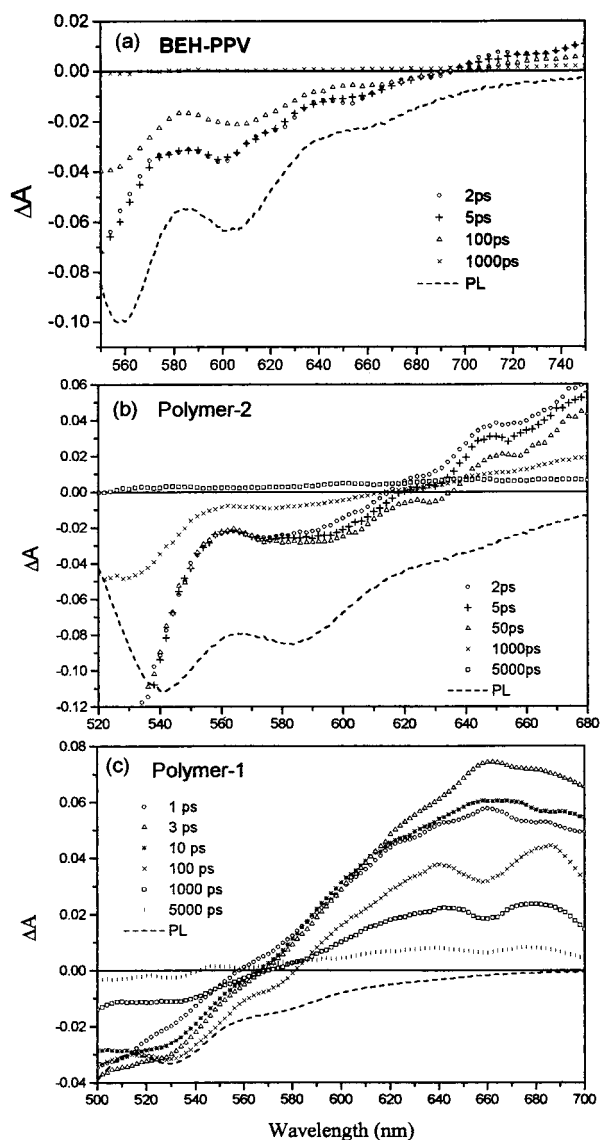 (a) BEH-PPV
0.00
-0.02
-0.04
-0.06
-0.08
-0.10
ΔA
2ps
5ps
100ps
1000ps
PL
560 580 600 620 640 660 680 700 720 740
(b) Polymer-2
0.06
0.04
0.02
0.00
-0.02
-0.04
-0.06
-0.08
-0.10
-0.12
ΔA
2ps
5ps
50ps
1000ps
5000ps
PL
520 540 560 580 600 620 640 660 680
(c) Polymer-1
0.08
0.06
0.04
0.02
0.00
-0.02
-0.04
ΔA
1 ps
3 ps
10 ps
100 ps
1000 ps
5000 ps
PL
500 520 540 560 580 600 620 640 660 680 700
Wavelength (nm)